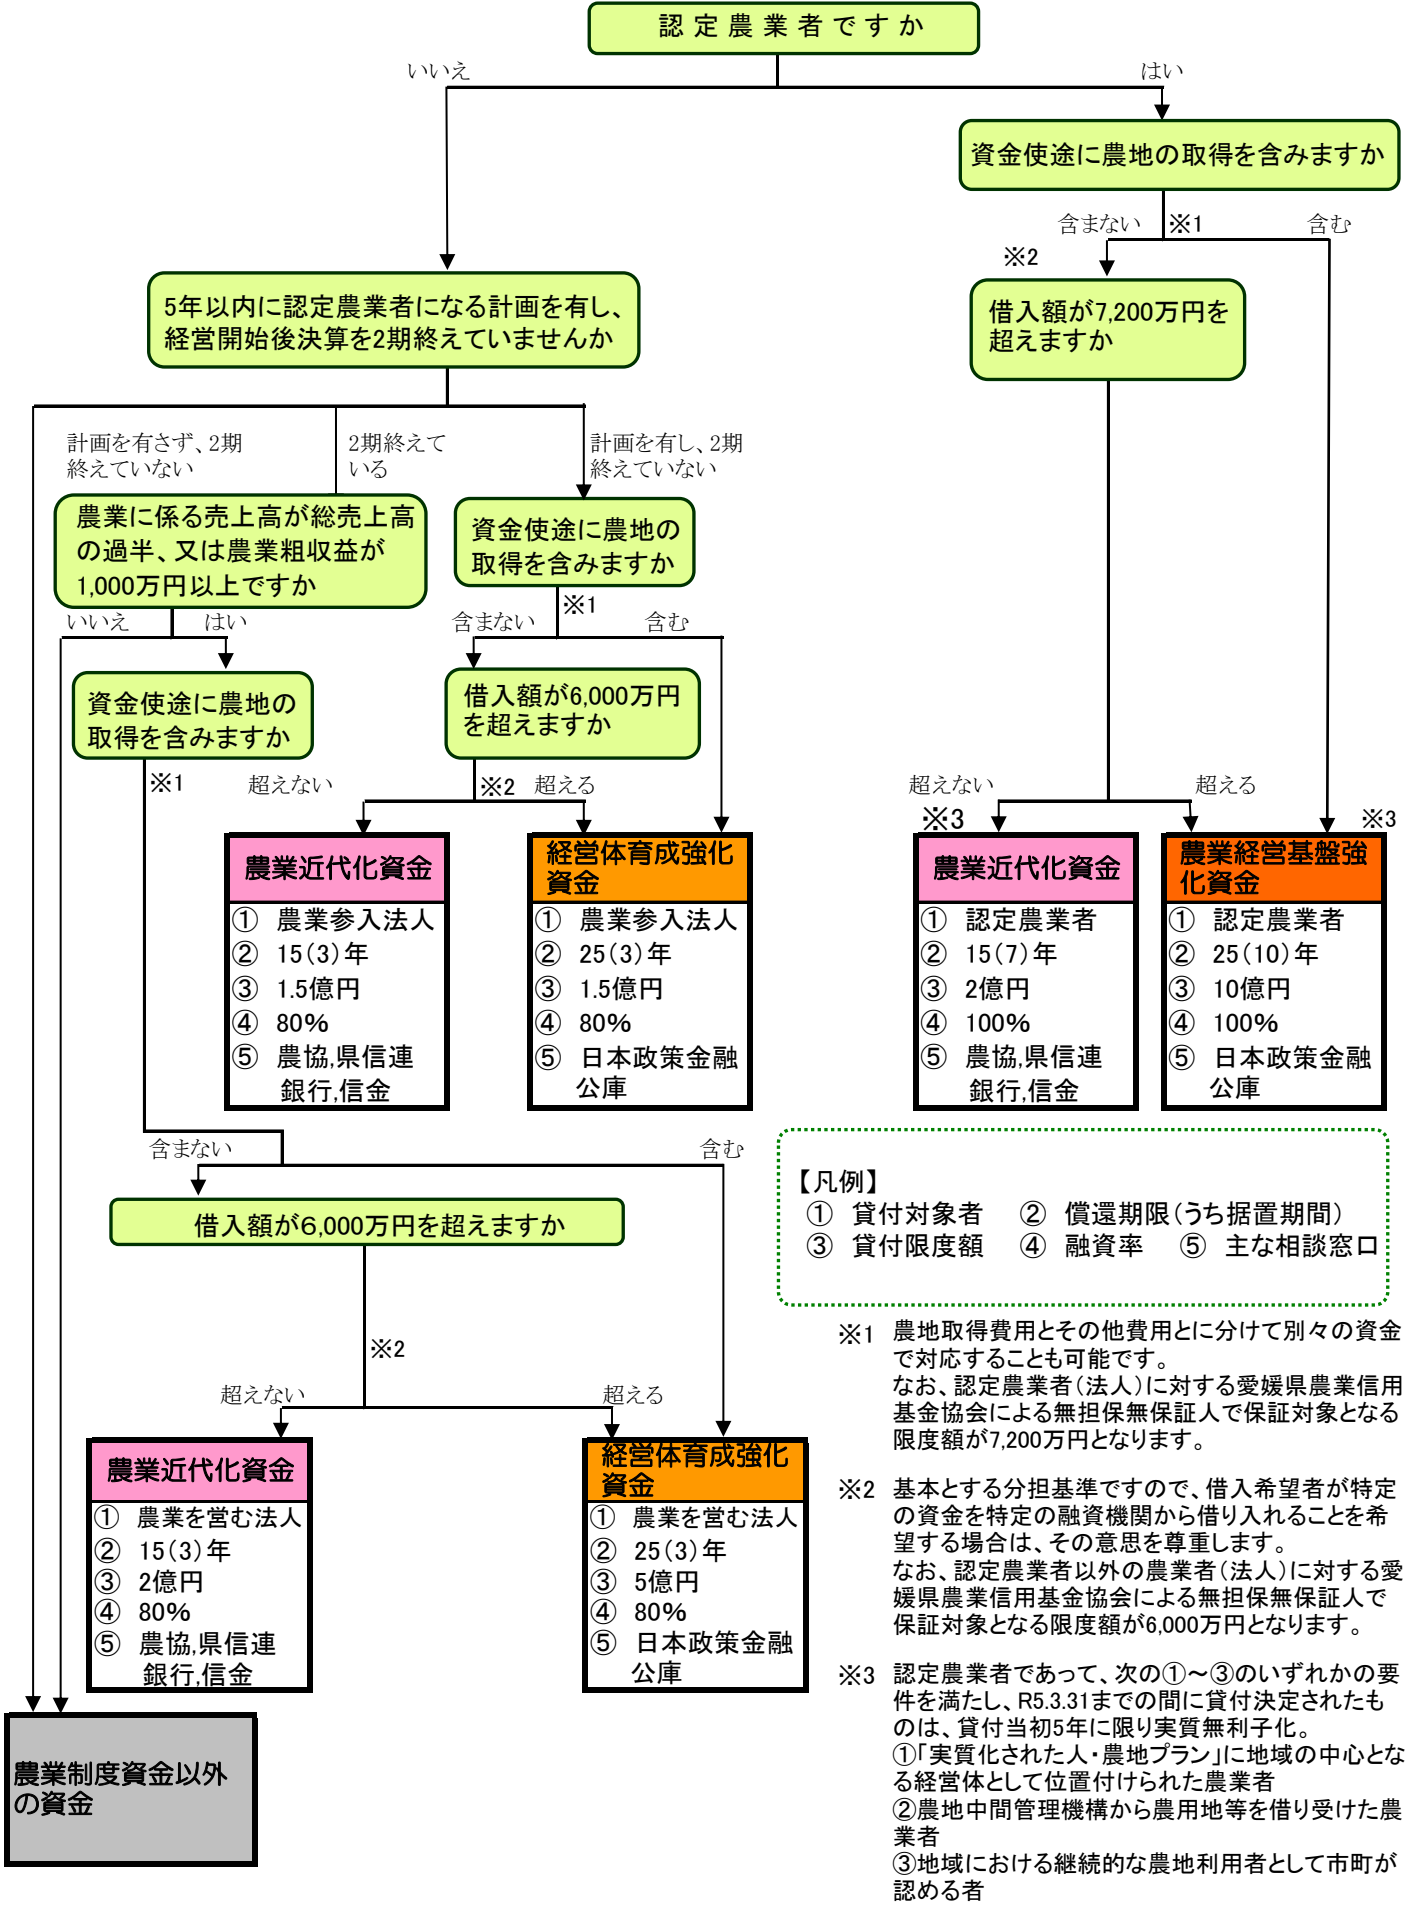 認定農業者ですか
いいえ
はい
資金使途に農地の取得を含みますか
含まない
※1
含む
※2
借入額が7,200万円を
超えますか
5年以内に認定農業者になる計画を有し、
経営開始後決算を2期終えていませんか
計画を有さず、2期
終えていない
2期終えて
いる
計画を有し、2期
終えていない
農業に係る売上高が総売上高
の過半、又は農業粗収益が
1,000万円以上ですか
資金使途に農地の
取得を含みますか
いいえ
はい
※1
含まない
含む
資金使途に農地の
取得を含みますか
借入額が6,000万円
を超えますか
※1
超えない
※2
超える
超えない
超える
※3
※3
農業近代化資金
① 農業参入法人
② 15(3)年
③ 1.5億円
④ 80%
⑤ 農協,県信連
銀行,信金
経営体育成強化
資金
① 農業参入法人
② 25(3)年
③ 1.5億円
④ 80%
⑤ 日本政策金融
公庫
農業近代化資金
① 認定農業者
② 15(7)年
③ 2億円
④ 100%
⑤ 農協,県信連
銀行,信金
農業経営基盤強
化資金
① 認定農業者
② 25(10)年
③ 10億円
④ 100%
⑤ 日本政策金融
公庫
含まない
含む
借入額が6,000万円を超えますか
※2
超えない
超える
農業近代化資金
① 農業を営む法人
② 15(3)年
③ 2億円
④ 80%
⑤ 農協,県信連
銀行,信金
経営体育成強化
資金
① 農業を営む法人
② 25(3)年
③ 5億円
④ 80%
⑤ 日本政策金融
公庫
農業制度資金以外
の資金
【凡例】
① 貸付対象者 ② 償還期限(うち据置期間)
③ 貸付限度額 ④ 融資率 ⑤ 主な相談窓口
※1 農地取得費用とその他費用とに分けて別々の資金
で対応することも可能です。
なお、認定農業者(法人)に対する愛媛県農業信用
基金協会による無担保無保証人で保証対象となる
限度額が7,200万円となります。
※2 基本とする分担基準ですので、借入希望者が特定
の資金を特定の融資機関から借り入れることを希
望する場合は、その意思を尊重します。
なお、認定農業者以外の農業者(法人)に対する愛
媛県農業信用基金協会による無担保無保証人で
保証対象となる限度額が6,000万円となります。
※3 認定農業者であって、次の①～③のいずれかの要
件を満たし、R5.3.31までの間に貸付決定されたも
のは、貸付当初5年に限り実質無利子化。
①「実質化された人・農地プラン」に地域の中心とな
る経営体として位置付けられた農業者
②農地中間管理機構から農用地等を借り受けた農
業者
③地域における継続的な農地利用者として市町が
認める者